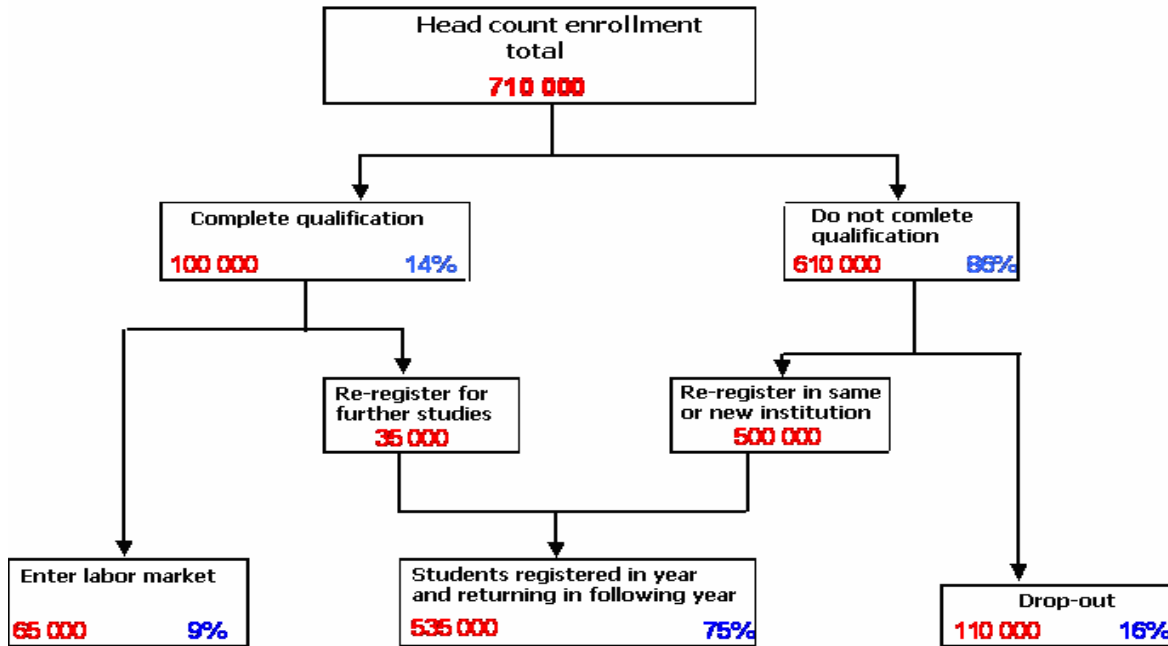 Head count enrollment
total
710 000
Complete qualification
100 000 14%
Do not comlete
qualification
610 000 86%
Re-register for
further studies
35 000
Re-register in same
or new institution
500 000
Enter labor market
65 000 9%
Students registered in year
and returning in following year
535 000 75%
Drop-out
110 000 16%